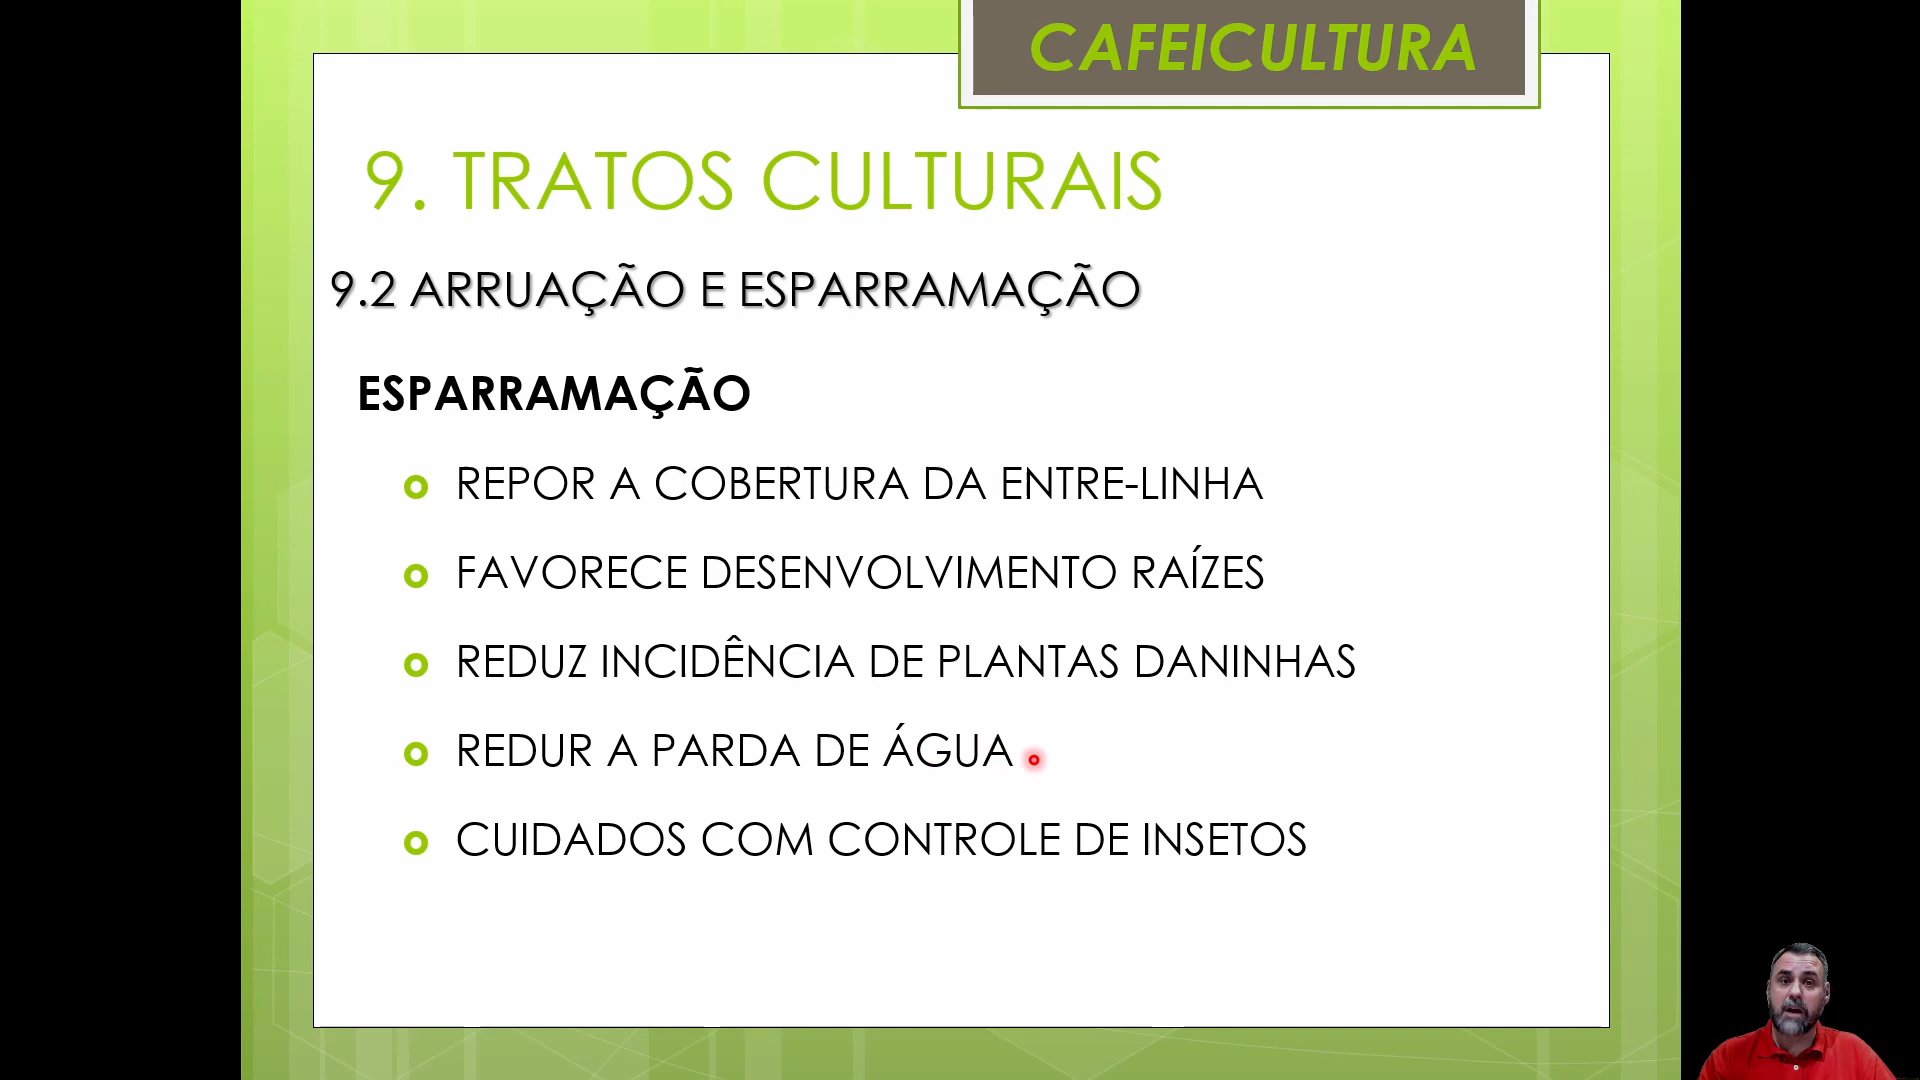 CAFEICULTURA
9. TRATOS CULTURAIS
9.2 ARRUAÇÃO E ESPARRAMAÇÃO
ESPARRAMAÇÃO
REPOR A COBERTURA DA ENTRE-LINHA
FAVORECE DESENVOLVIMENTO RAÍZES
REDUZ INCIDÊNCIA DE PLANTAS DANINHAS
REDUR A PARDA DE ÁGUA
CUIDADOS COM CONTROLE DE INSETOS